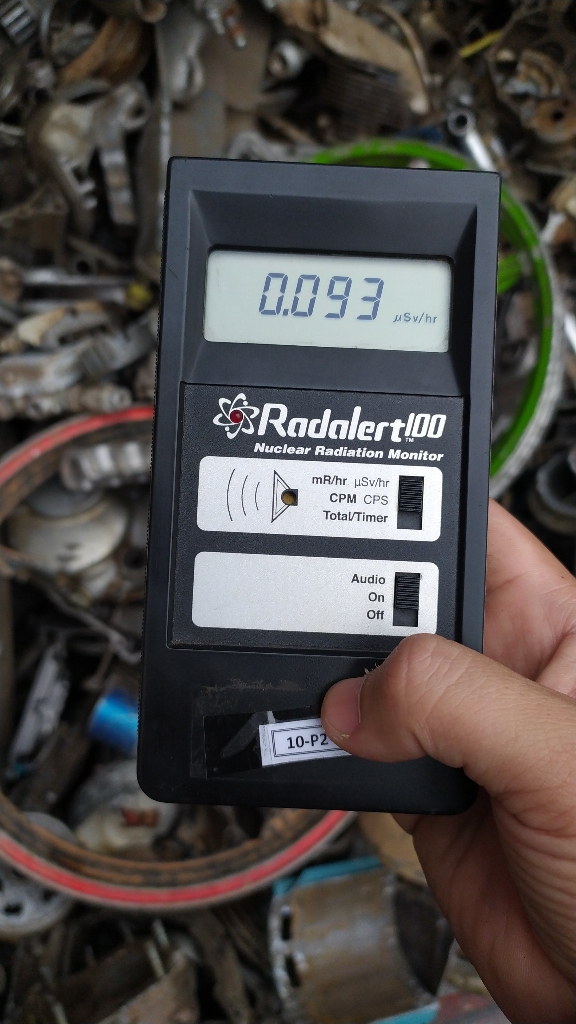 0.093 µSv/hr
Radalert100™
Nuclear Radiation Monitor
mR/hr µSv/hr
CPM CPS
Total/Timer
Audio
On
Off
10-P2